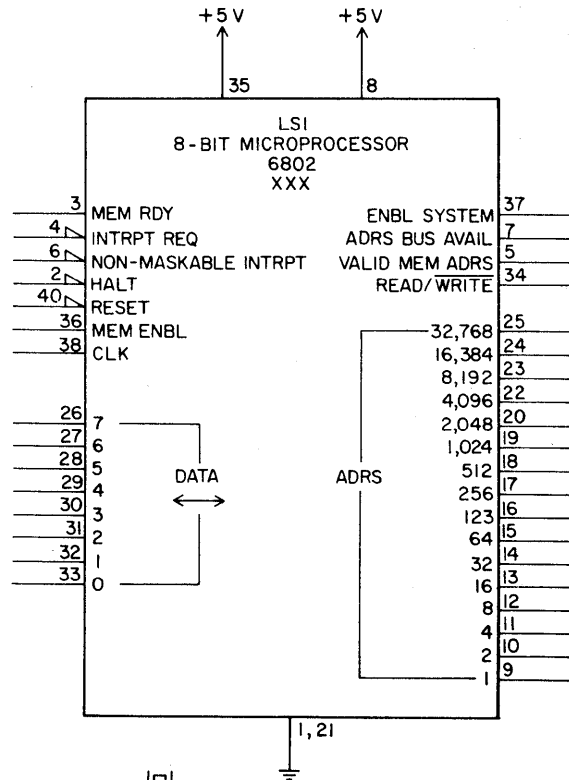 +5V +5V
35 8
LSI
8-BIT MICROPROCESSOR
6802
XXX
3 MEM RDY
4 INTRPT REQ
6 NON-MASKABLE INTRPT
2 HALT
40 RESET
36 MEM ENBL
38 CLK
ENBL SYSTEM 37
ADRS BUS AVAIL 7
VALID MEM ADRS 5
READ/WRITE 34
26 7
27 6
28 5
29 4
30 3
31 2
32 1
33 0
DATA
ADRS
32,768 25
16,384 24
8,192 23
4,096 22
2,048 20
1,024 19
512 18
256 17
123 16
64 15
32 14
16 13
8 12
4 11
2 10
1 9
1, 21